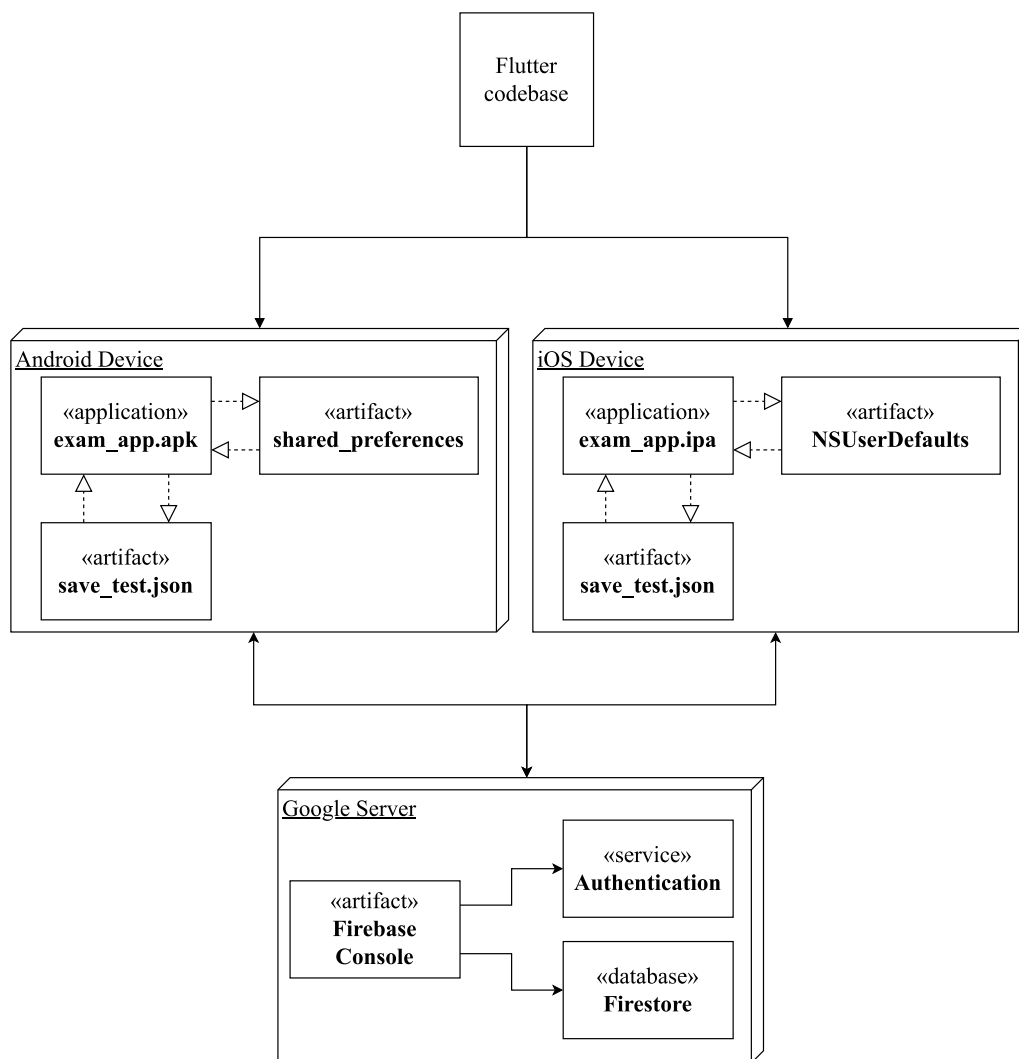 Flutter
codebase
Android Device
«application»
exam_app.apk
«artifact»
shared_preferences
«artifact»
save_test.json
iOS Device
«application»
exam_app.ipa
«artifact»
NSUserDefaults
«artifact»
save_test.json
Google Server
«artifact»
Firebase
Console
«service»
Authentication
«database»
Firestore